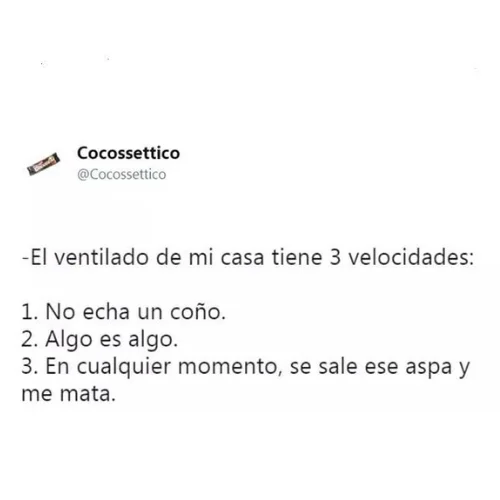 Cocossettico
@Cocossettico
-El ventilado de mi casa tiene 3 velocidades:
1. No echa un coño.
2. Algo es algo.
3. En cualquier momento, se sale ese aspa y
me mata.